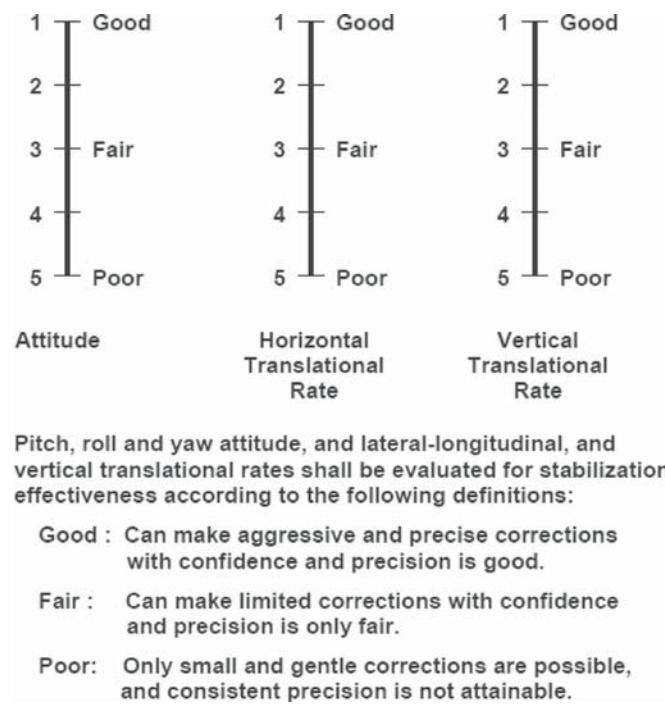 1 Good 1 Good 1 Good
2 2 2
3 Fair 3 Fair 3 Fair
4 4 4
5 Poor 5 Poor 5 Poor
Attitude Horizontal Vertical
Translational Translational
Rate Rate
Pitch, roll and yaw attitude, and lateral-longitudinal, and
vertical translational rates shall be evaluated for stabilization
effectiveness according to the following definitions:
Good : Can make aggressive and precise corrections
with confidence and precision is good.
Fair : Can make limited corrections with confidence
and precision is only fair.
Poor: Only small and gentle corrections are possible,
and consistent precision is not attainable.